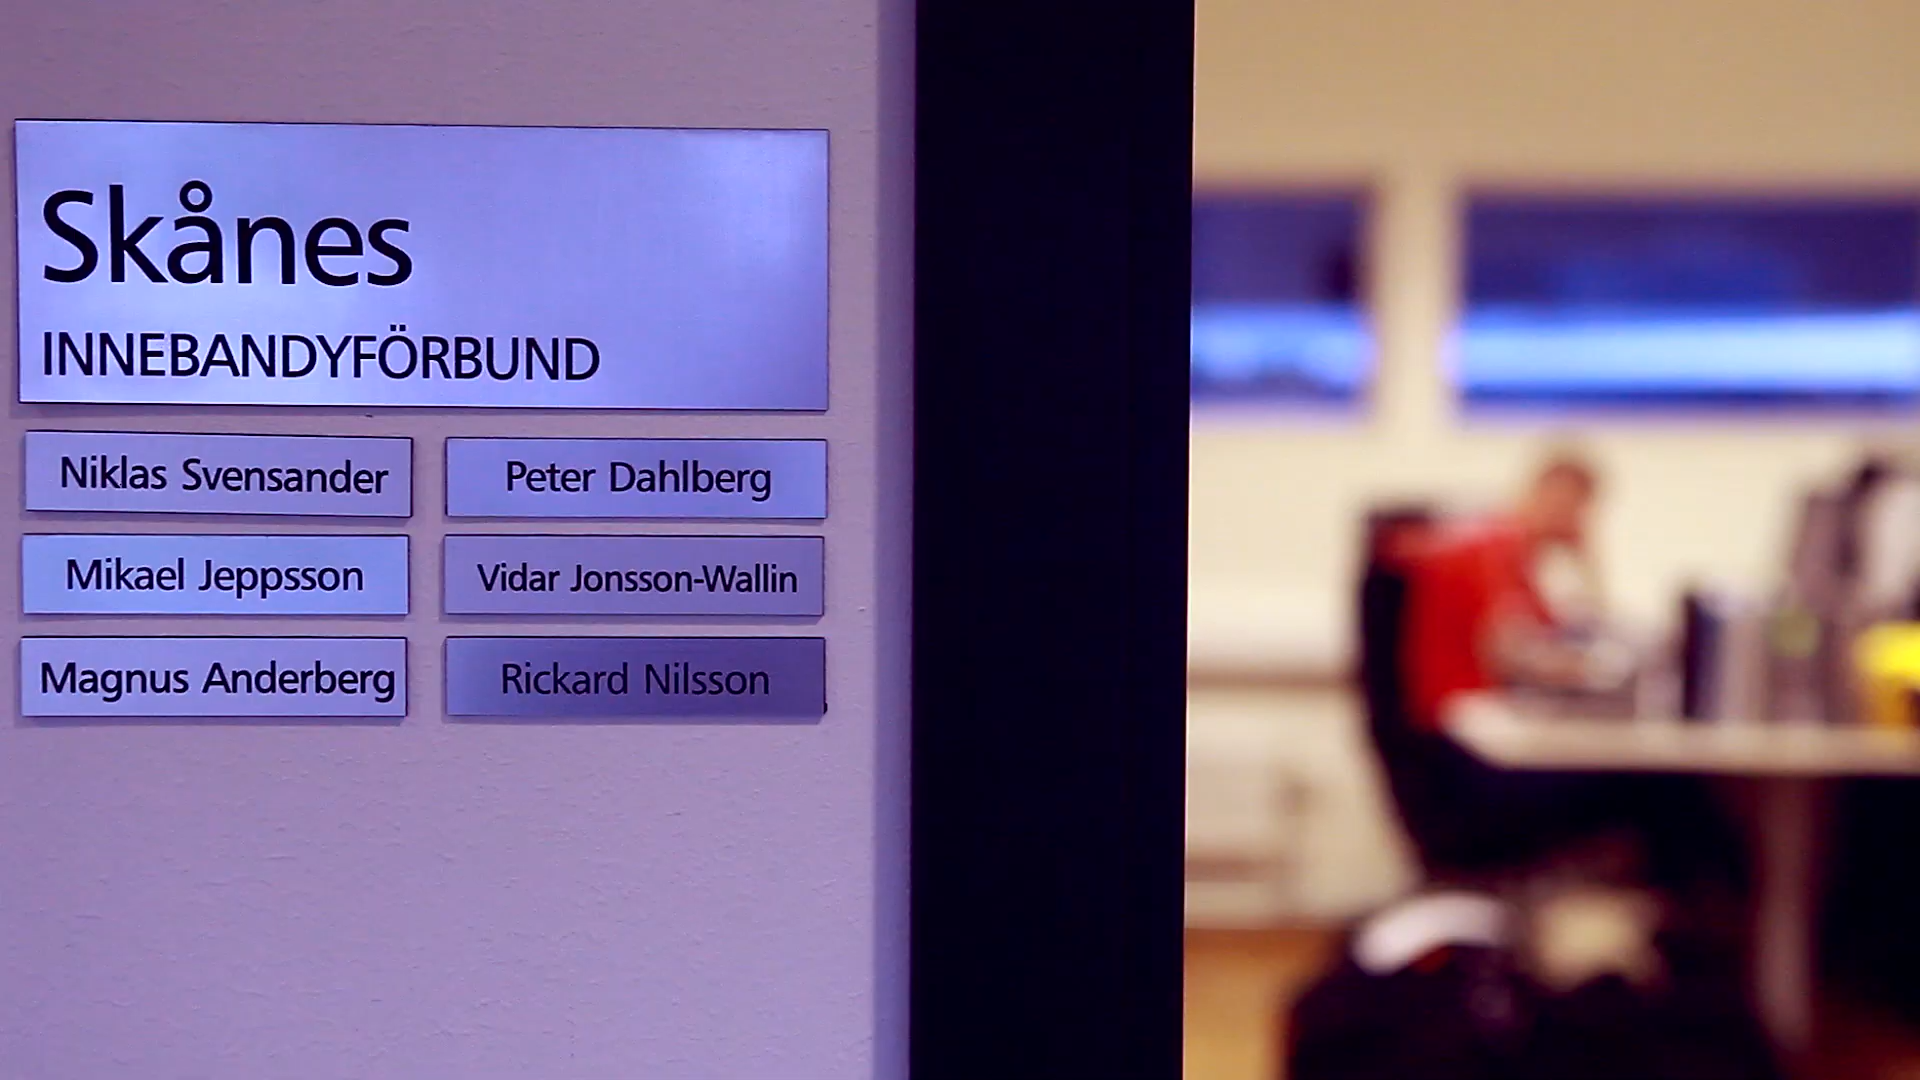 Skånes
INNEBANDYFÖRBUND
Niklas Svensander
Peter Dahlberg
Mikael Jeppsson
Vidar Jonsson-Wallin
Magnus Anderberg
Rickard Nilsson